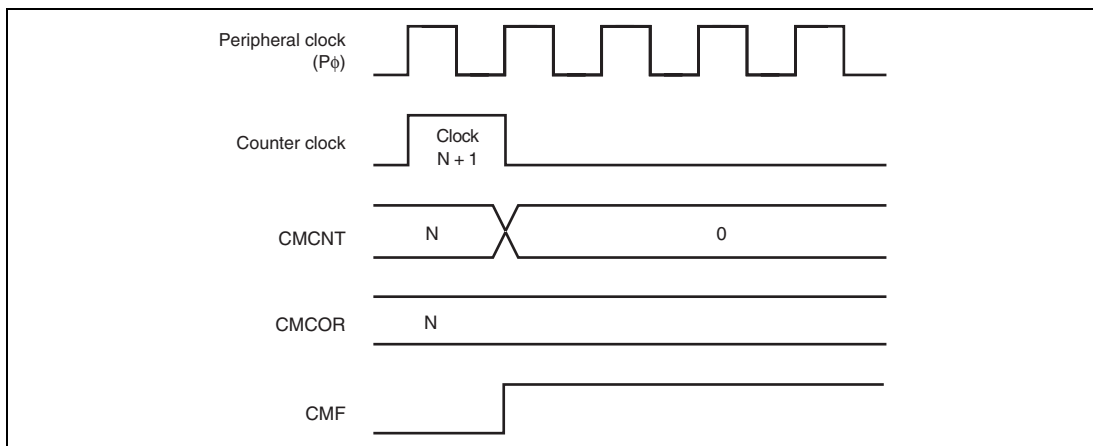 Peripheral clock
(Pϕ)
Counter clock
Clock
N + 1
CMCNT
N
0
CMCOR
N
CMF